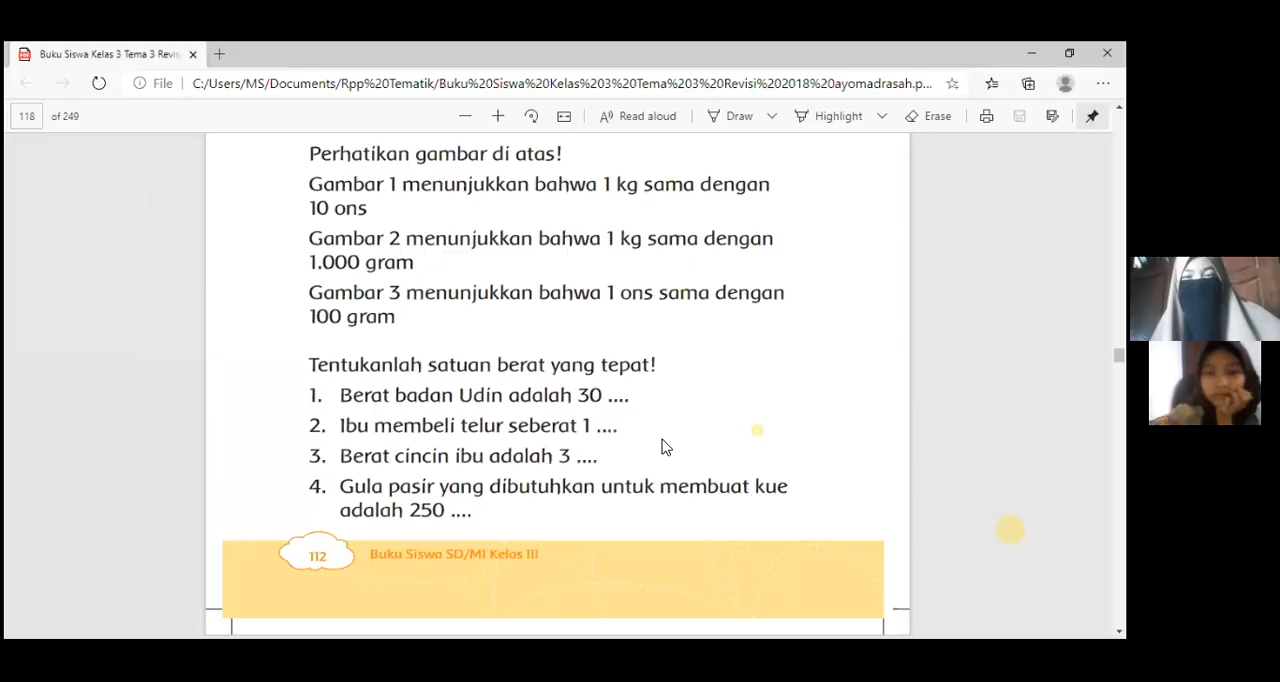 Buku Siswa Kelas 3 Tema 3 Revis
File C:/Users/MS/Documents/Rpp%20Tematik/Buku%20Siswa%20Kelas%203%20Tema%203%20Revisi%202018%20ayomadrasah.p...
118 of 249 Read aloud Draw Highlight Erase
Perhatikan gambar di atas!
Gambar 1 menunjukkan bahwa 1 kg sama dengan
10 ons
Gambar 2 menunjukkan bahwa 1 kg sama dengan
1.000 gram
Gambar 3 menunjukkan bahwa 1 ons sama dengan
100 gram
Tentukanlah satuan berat yang tepat!
1. Berat badan Udin adalah 30 ....
2. Ibu membeli telur seberat 1 ....
3. Berat cincin ibu adalah 3 ....
4. Gula pasir yang dibutuhkan untuk membuat kue
adalah 250 ....
112 Buku Siswa SD/MI Kelas III